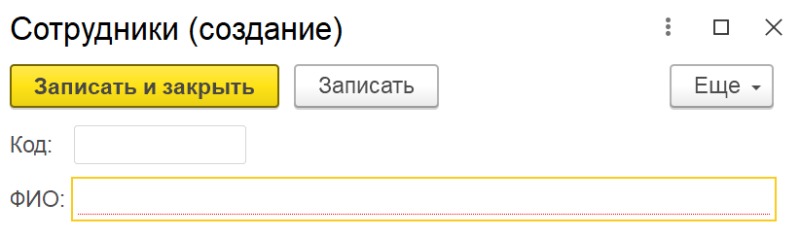 Сотрудники (создание)
Записать и закрыть Записать Еще
Код:
ФИО: